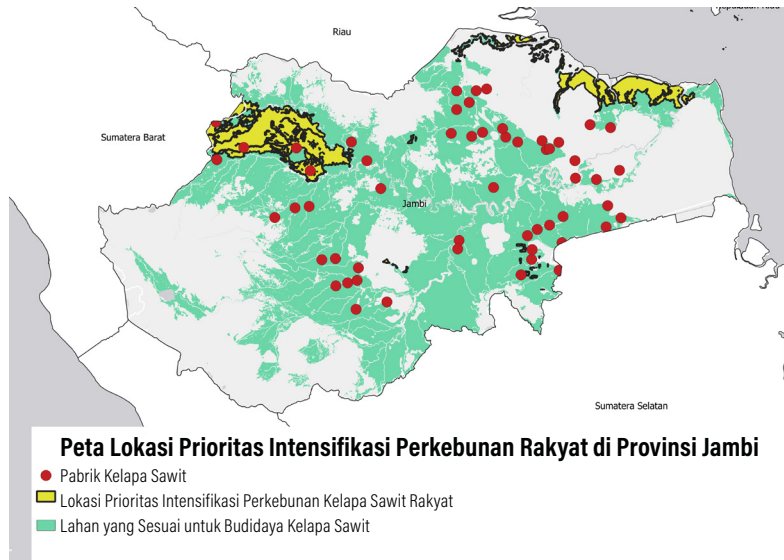 Riau
Sumatera Barat
Jambi
Sumatera Selatan
Peta Lokasi Prioritas Intensifikasi Perkebunan Rakyat di Provinsi Jambi
Pabrik Kelapa Sawit
Lokasi Prioritas Intensifikasi Perkebunan Kelapa Sawit Rakyat
Lahan yang Sesuai untuk Budidaya Kelapa Sawit